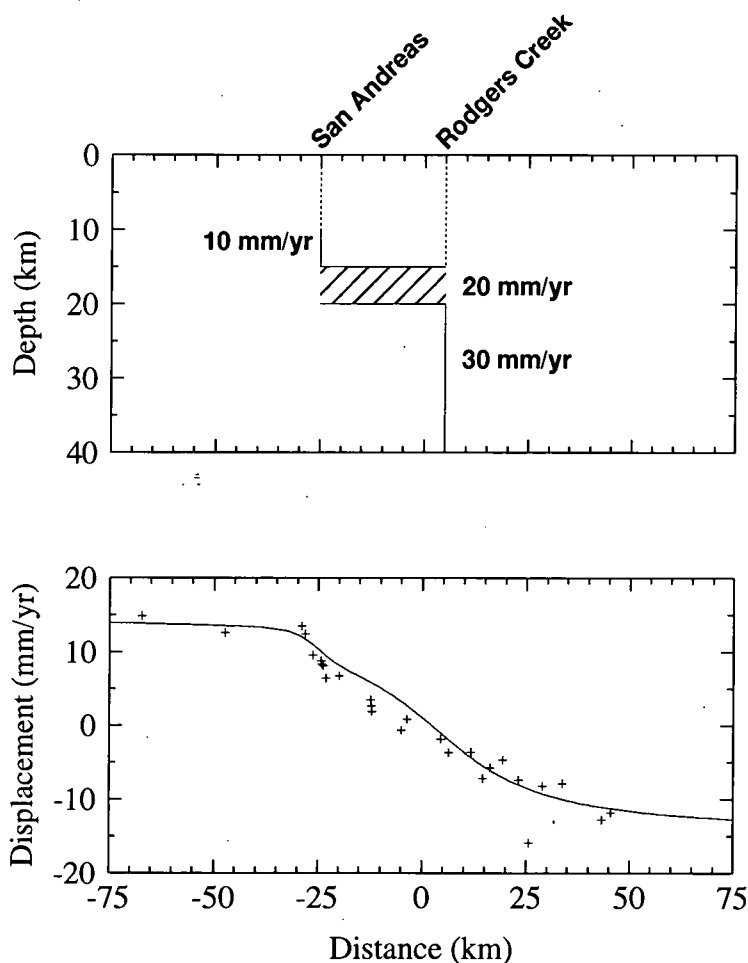 San Andreas
Rodgers Creek
0
10
20
30
40
Depth (km)
10 mm/yr
20 mm/yr
30 mm/yr
20
10
0
-10
-20
Displacement (mm/yr)
-75 -50 -25 0 25 50 75
Distance (km)